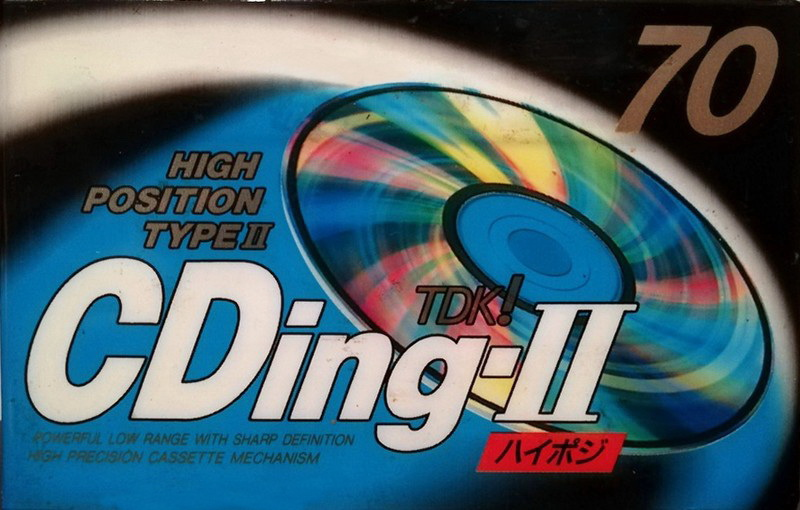 70
HIGH
POSITION
TYPE II
TDK!
CDing-II
POWERFUL LOW RANGE WITH SHARP DEFINITION
HIGH PRECISION CASSETTE MECHANISM
ハイポジ